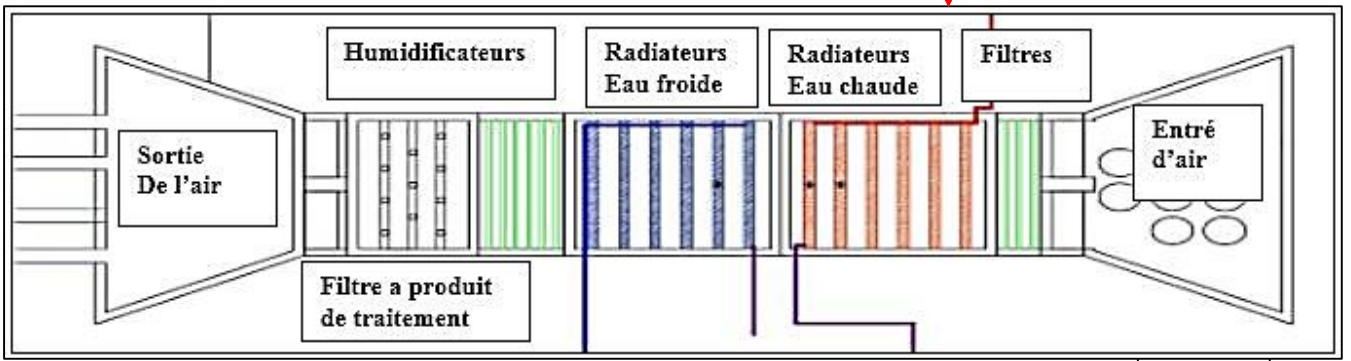 Humidificateurs
Radiateurs
Eau froide
Radiateurs
Eau chaude
Filtres
Sortie
De l'air
Entré
d'air
Filtre a produit
de traitement